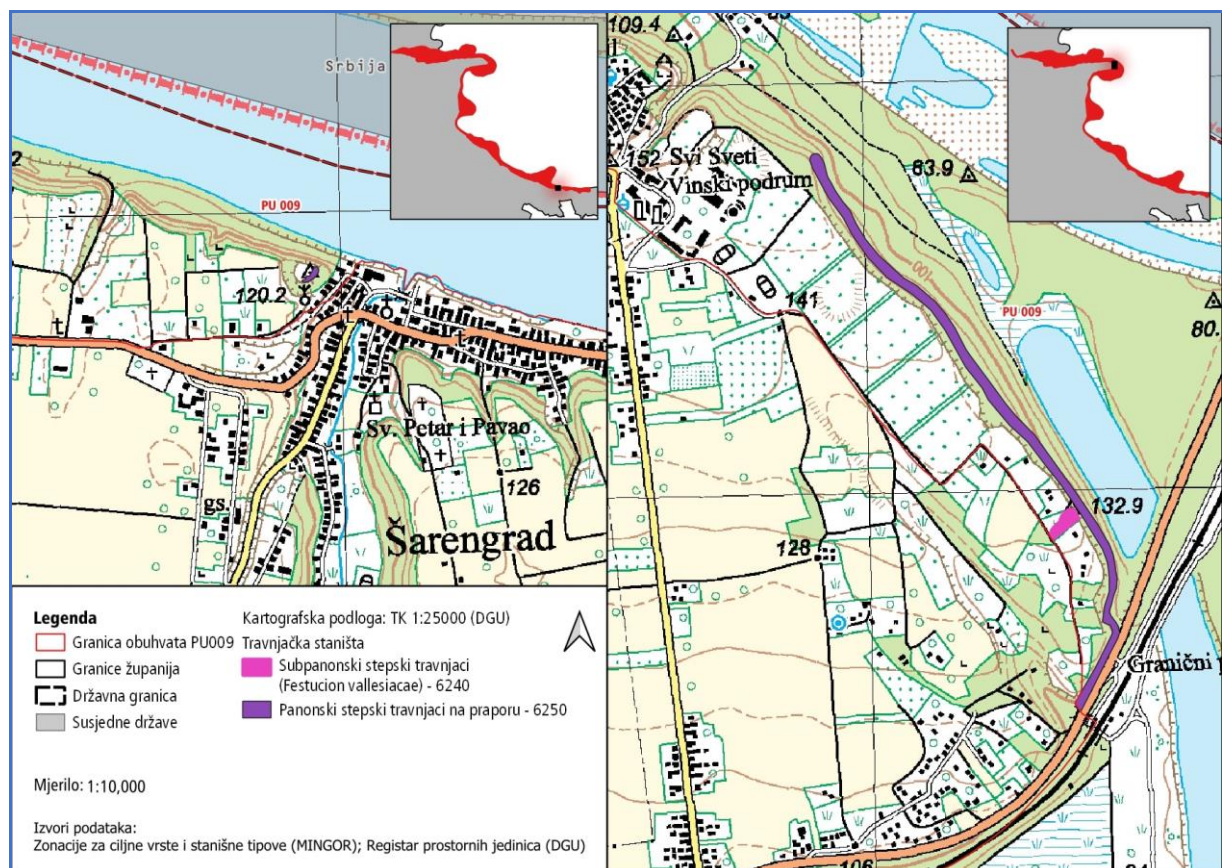 Srbija
2
PU 009
120.2
Sv. Petar i Pavao
126
gs.
Šarengrad
109.4
152
Svi Sveti
Vinski podrum
83.9
141
PU 009
100
80.
132.9
128
Granični
106
Legenda
Granica obuhvata PU009
Granice županija
Državna granica
Susjedne države
Kartografska podloga: TK 1:25000 (DGU)
Travnjačka staništa
Subpanonski stepski travnjaci
(Festucion vallesiacae) - 6240
Panonski stepski travnjaci na praporu - 6250
Mjerilo: 1:10,000
Izvori podataka:
Zonacije za ciljne vrste i stanišne tipove (MINGOR); Registar prostornih jedinica (DGU)